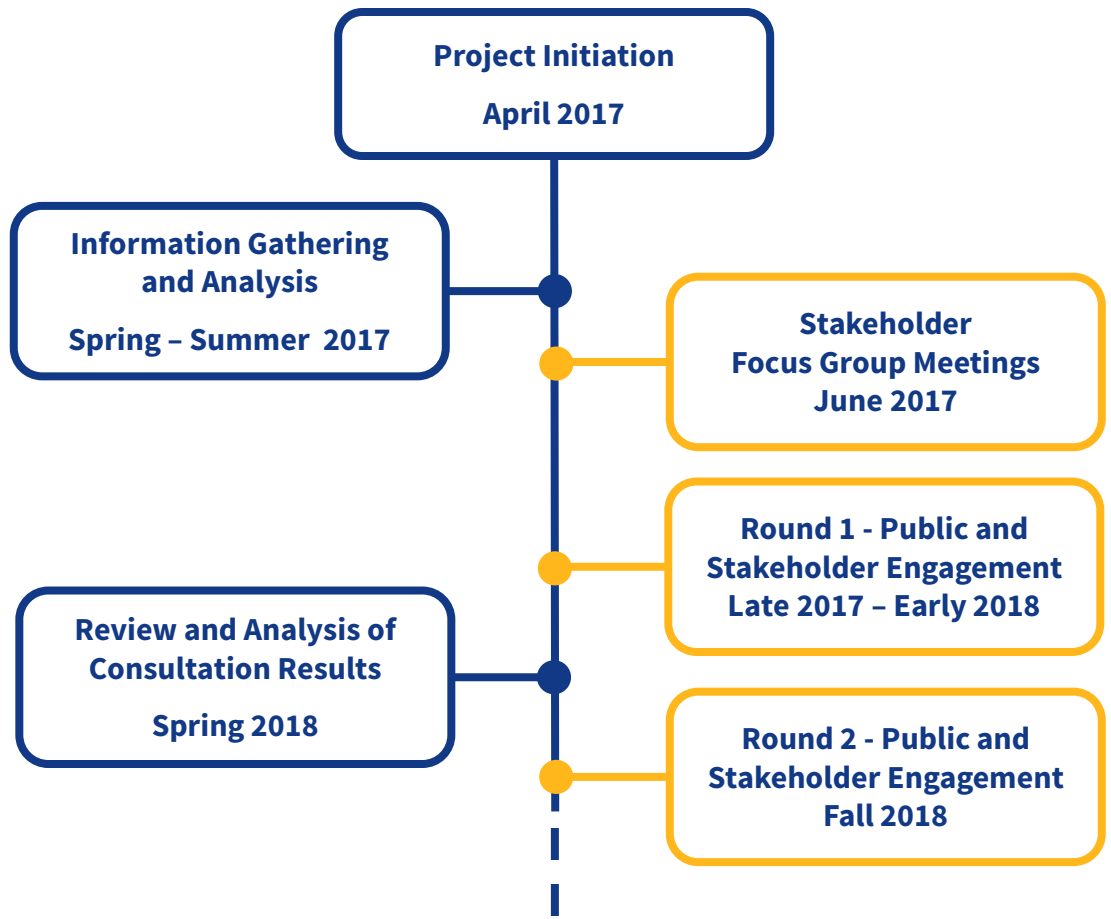 Project Initiation
April 2017
Information Gathering
and Analysis
Spring – Summer  2017
Stakeholder
Focus Group Meetings
June 2017
Round 1 - Public and
Stakeholder Engagement
Late 2017 – Early 2018
Review and Analysis of
Consultation Results
Spring 2018
Round 2 - Public and
Stakeholder Engagement
Fall 2018